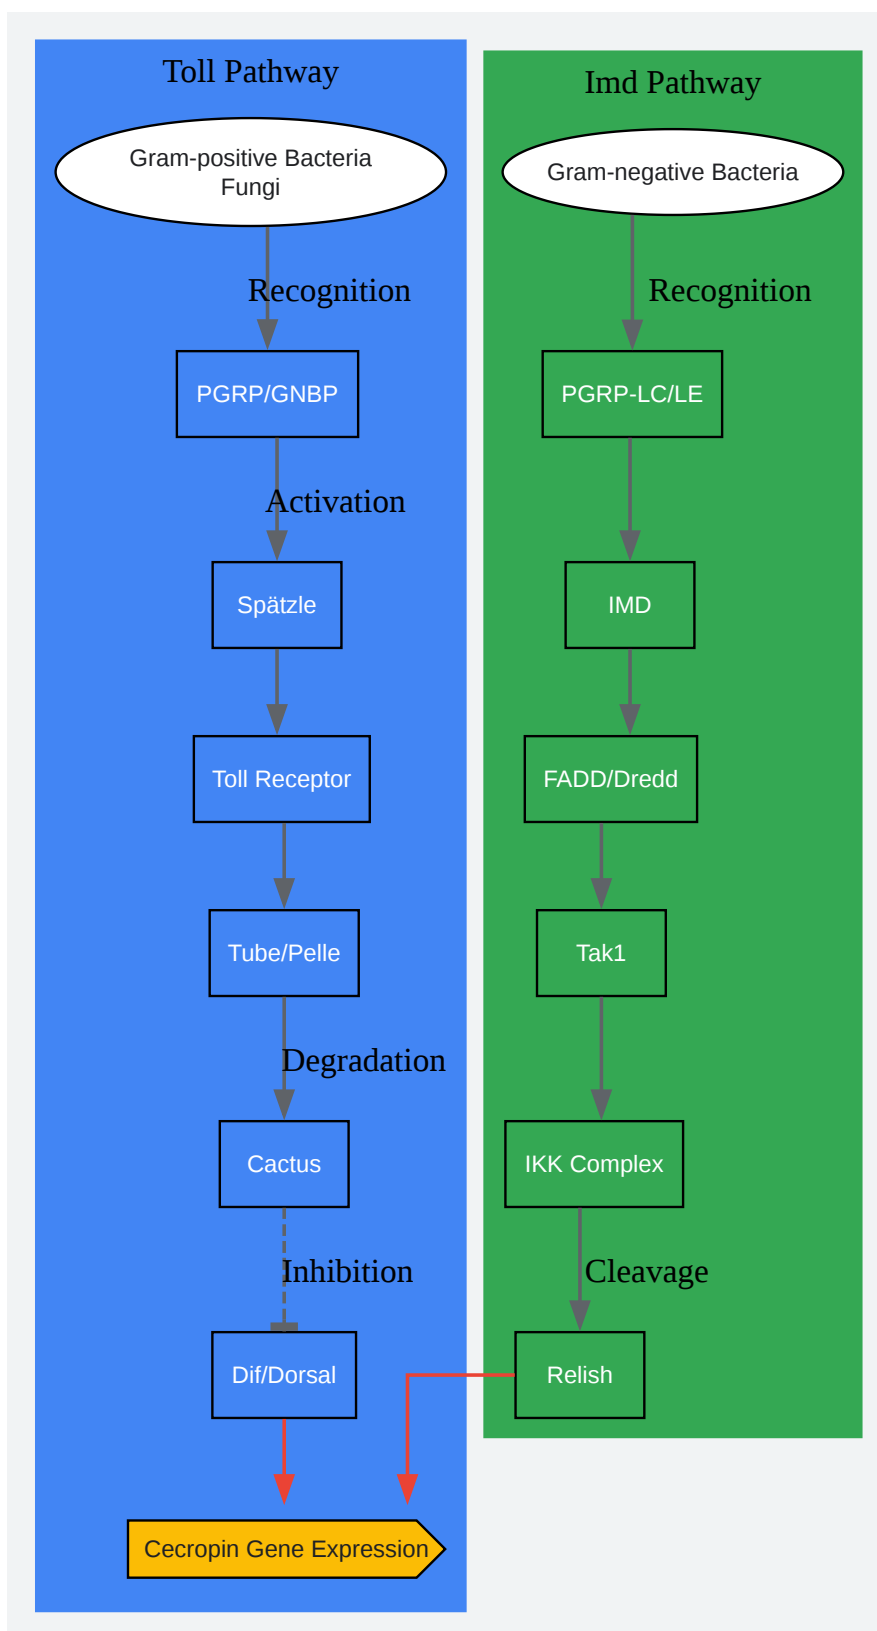 Toll Pathway
Gram-positive Bacteria
Fungi
Recognition
PGRP/GNBP
Activation
Spätzle
Toll Receptor
Tube/Pelle
Degradation
Cactus
Inhibition
Dif/Dorsal
Cecropin Gene Expression
Imd Pathway
Gram-negative Bacteria
Recognition
PGRP-LC/LE
IMD
FADD/Dredd
Tak1
IKK Complex
Cleavage
Relish